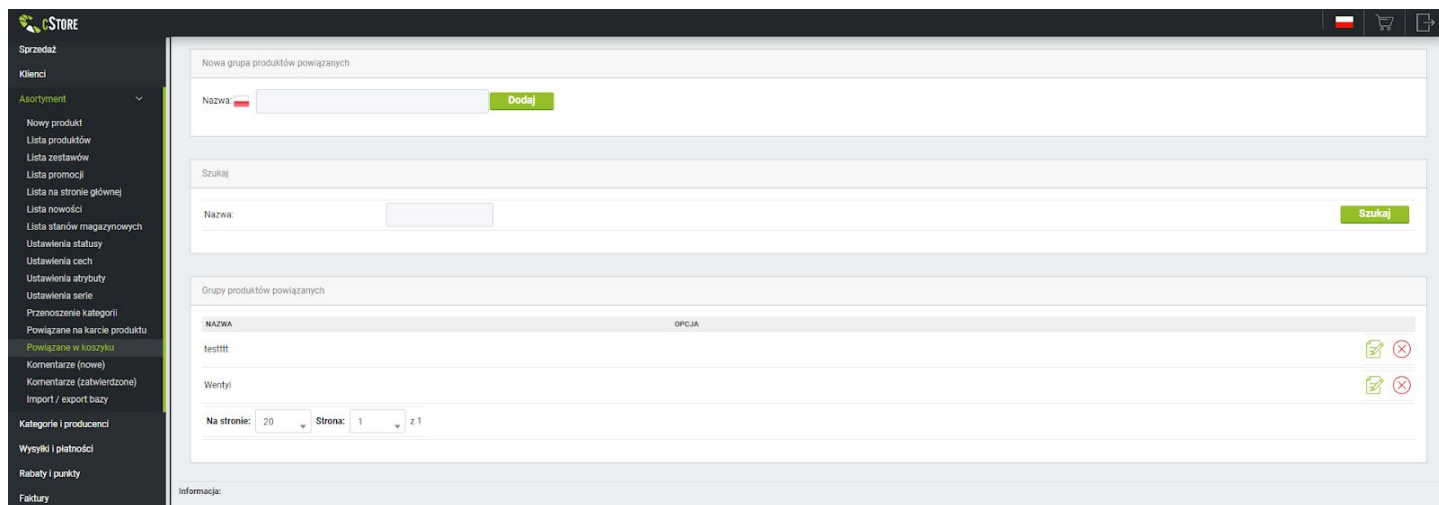 cSTORE
Sprzedaż
Klienci
Asortyment
Nowy produkt
Lista produktów
Lista zestawów
Lista promocji
Lista na stronie głównej
Lista nowości
Lista stanów magazynowych
Ustawienia statusy
Ustawienia cech
Ustawienia atrybuty
Ustawienia serie
Przenoszenie kategorii
Powiązane na karcie produktu
Powiązane w koszyku
Komentarze (nowe)
Komentarze (zatwierdzone)
Import / export bazy
Kategorie i producenci
Wysyłki i płatności
Rabaty i punkty
Faktury
Nowa grupa produktów powiązanych
Nazwa: Dodaj
Szukaj
Nazwa: Szukaj
Grupy produktów powiązanych
NAZWA OPCJA
testttt
Wentyl
Na stronie: 20 Strona: 1 z 1
Informacja: